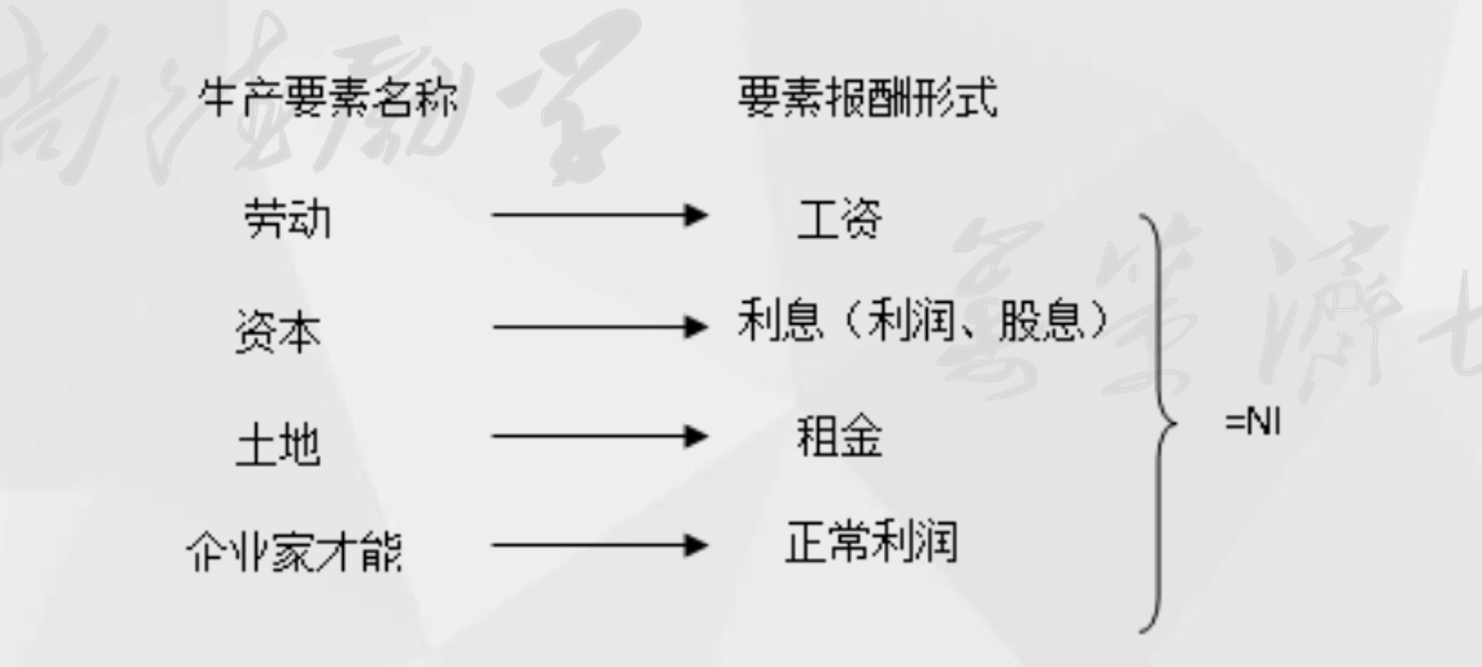 生产要素名称 要素报酬形式
劳动 工资
资本 利息（利润、股息）
土地 租金
企业家才能 正常利润
=NI